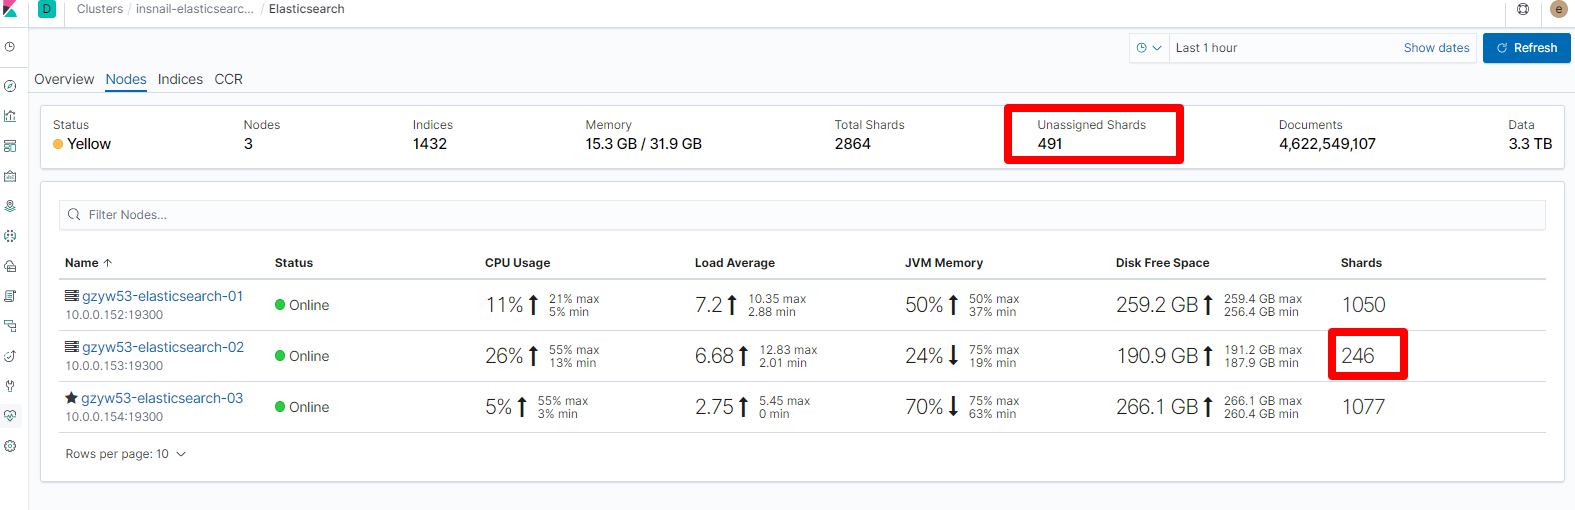 D Clusters / insnail-elasticsearc... / Elasticsearch e
Last 1 hour Show dates Refresh
Overview Nodes Indices CCR
Status Nodes Indices Memory Total Shards Unassigned Shards Documents Data
Yellow 3 1432 15.3 GB / 31.9 GB 2864 491 4,622,549,107 3.3 TB
Filter Nodes...
Name Status CPU Usage Load Average JVM Memory Disk Free Space Shards
gzyw53-elasticsearch-01
10.0.0.152:19300
Online
11%
21% max
5% min
7.2
10.35 max
2.88 min
50%
50% max
37% min
259.2 GB
259.4 GB max
256.4 GB min
1050
gzyw53-elasticsearch-02
10.0.0.153:19300
Online
26%
55% max
13% min
6.68
12.83 max
2.01 min
24%
75% max
19% min
190.9 GB
191.2 GB max
187.9 GB min
246
gzyw53-elasticsearch-03
10.0.0.154:19300
Online
5%
55% max
3% min
2.75
5.45 max
0 min
70%
75% max
63% min
266.1 GB
266.1 GB max
260.4 GB min
1077
Rows per page: 10